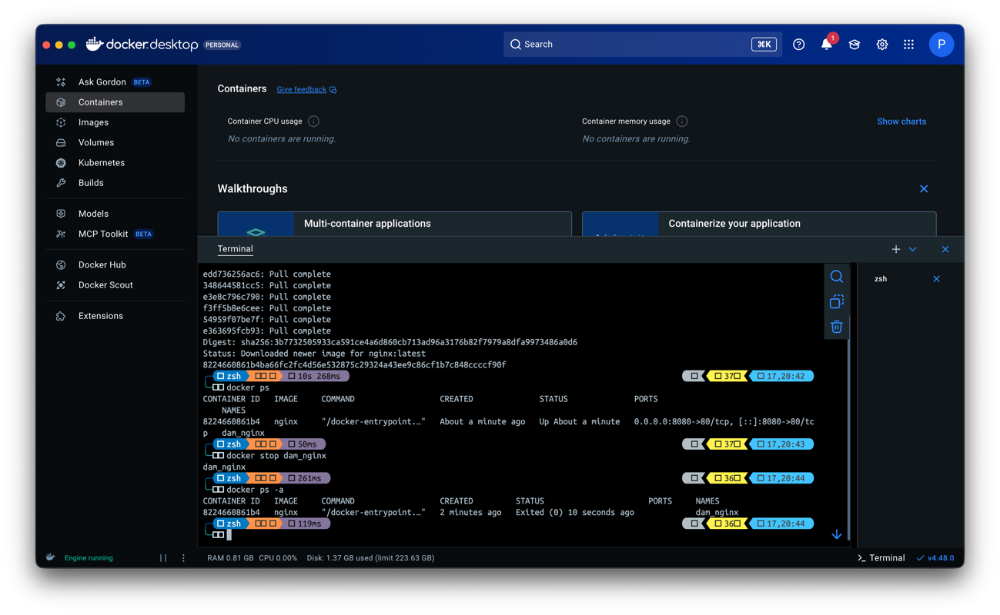 docker.desktop PERSONAL
Search
⌘K
1
P
Ask Gordon BETA
Containers
Images
Volumes
Kubernetes
Builds
Models
MCP Toolkit BETA
Docker Hub
Docker Scout
Extensions
Containers Give feedback
Container CPU usage
No containers are running.
Container memory usage
No containers are running.
Show charts
Walkthroughs
Multi-container applications
Containerize your application
Terminal
zsh
edd736256ac6: Pull complete
348644581cc5: Pull complete
e3e8c796c790: Pull complete
f3ff5b8e6cee: Pull complete
54959f07be7f: Pull complete
e363695fcb93: Pull complete
Digest: sha256:3b7732505933ca591ce4a6d860cb713ad96a3176b82f7979a8dfa9973486a0d6
Status: Downloaded newer image for nginx:latest
8224660861b4ba66fc2fc4d56e532875c29324a43ee9c86cf1b7c848ccccf90f
zsh 10s 268ms 37 17,20:42
docker ps
CONTAINER ID IMAGE COMMAND CREATED STATUS PORTS
NAMES
8224660861b4 nginx "/docker-entrypoint.…" About a minute ago Up About a minute 0.0.0.0:8080->80/tcp, [::]:8080->80/tc
p dam_nginx
zsh 50ms 37 17,20:43
docker stop dam_nginx
dam_nginx
zsh 261ms 36 17,20:44
docker ps -a
CONTAINER ID IMAGE COMMAND CREATED STATUS PORTS NAMES
8224660861b4 nginx "/docker-entrypoint.…" 2 minutes ago Exited (0) 10 seconds ago dam_nginx
zsh 119ms 36 17,20:44
Engine running
RAM 0.81 GB CPU 0.00% Disk: 1.37 GB used (limit 223.63 GB)
Terminal
v4.48.0